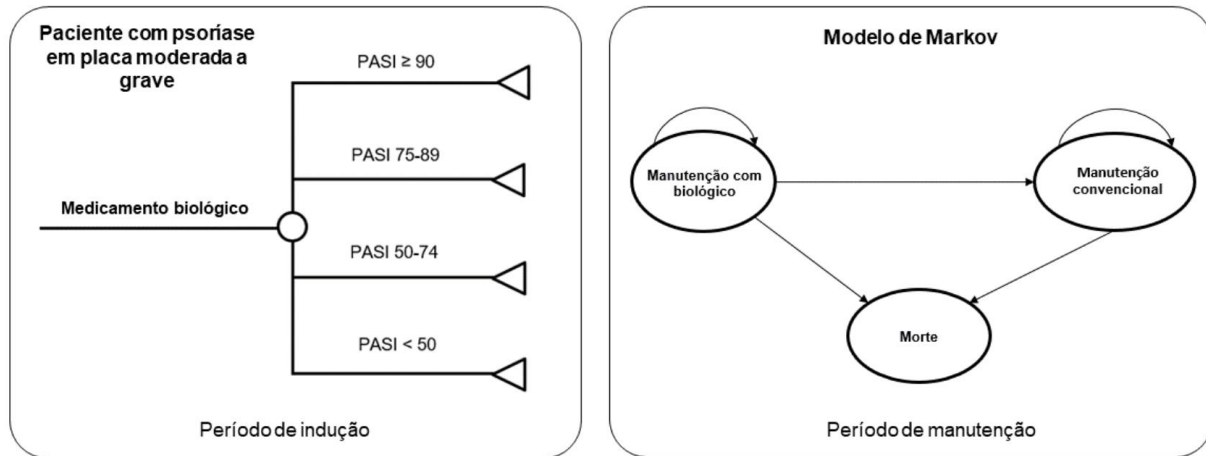 Paciente com psoríase
em placa moderada a
grave
PASI ≥ 90
PASI 75-89
Medicamento biológico
PASI 50-74
PASI < 50
Período de indução
Modelo de Markov
Manutenção com
biológico
Manutenção
convencional
Morte
Período de manutenção